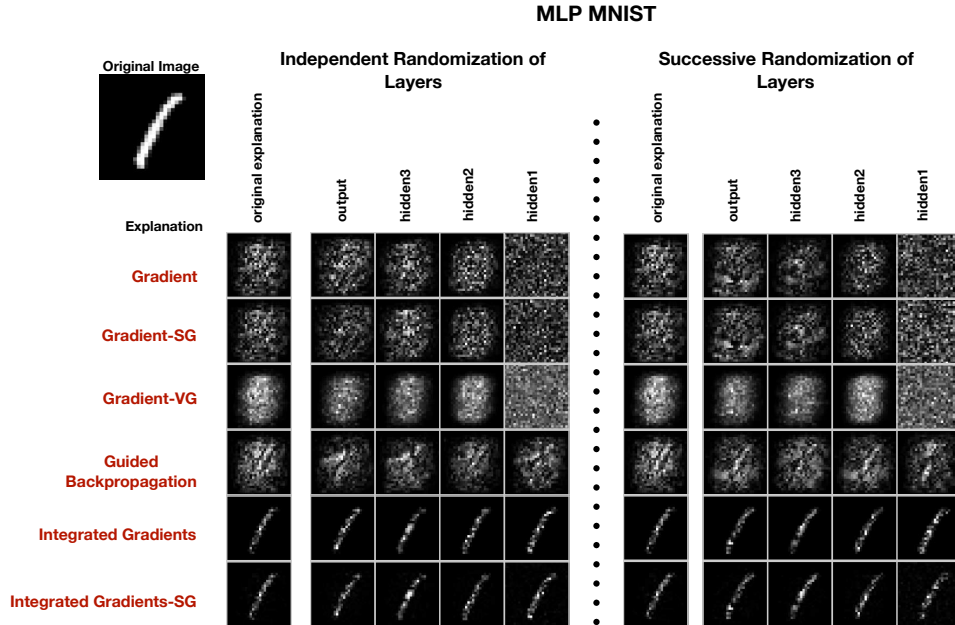 MLP MNIST
Original Image
Independent Randomization of
Layers
Successive Randomization of
Layers
original explanation
output
hidden3
hidden2
hidden1
original explanation
output
hidden3
hidden2
hidden1
Explanation
Gradient
Gradient-SG
Gradient-VG
Guided
Backpropagation
Integrated Gradients
Integrated Gradients-SG